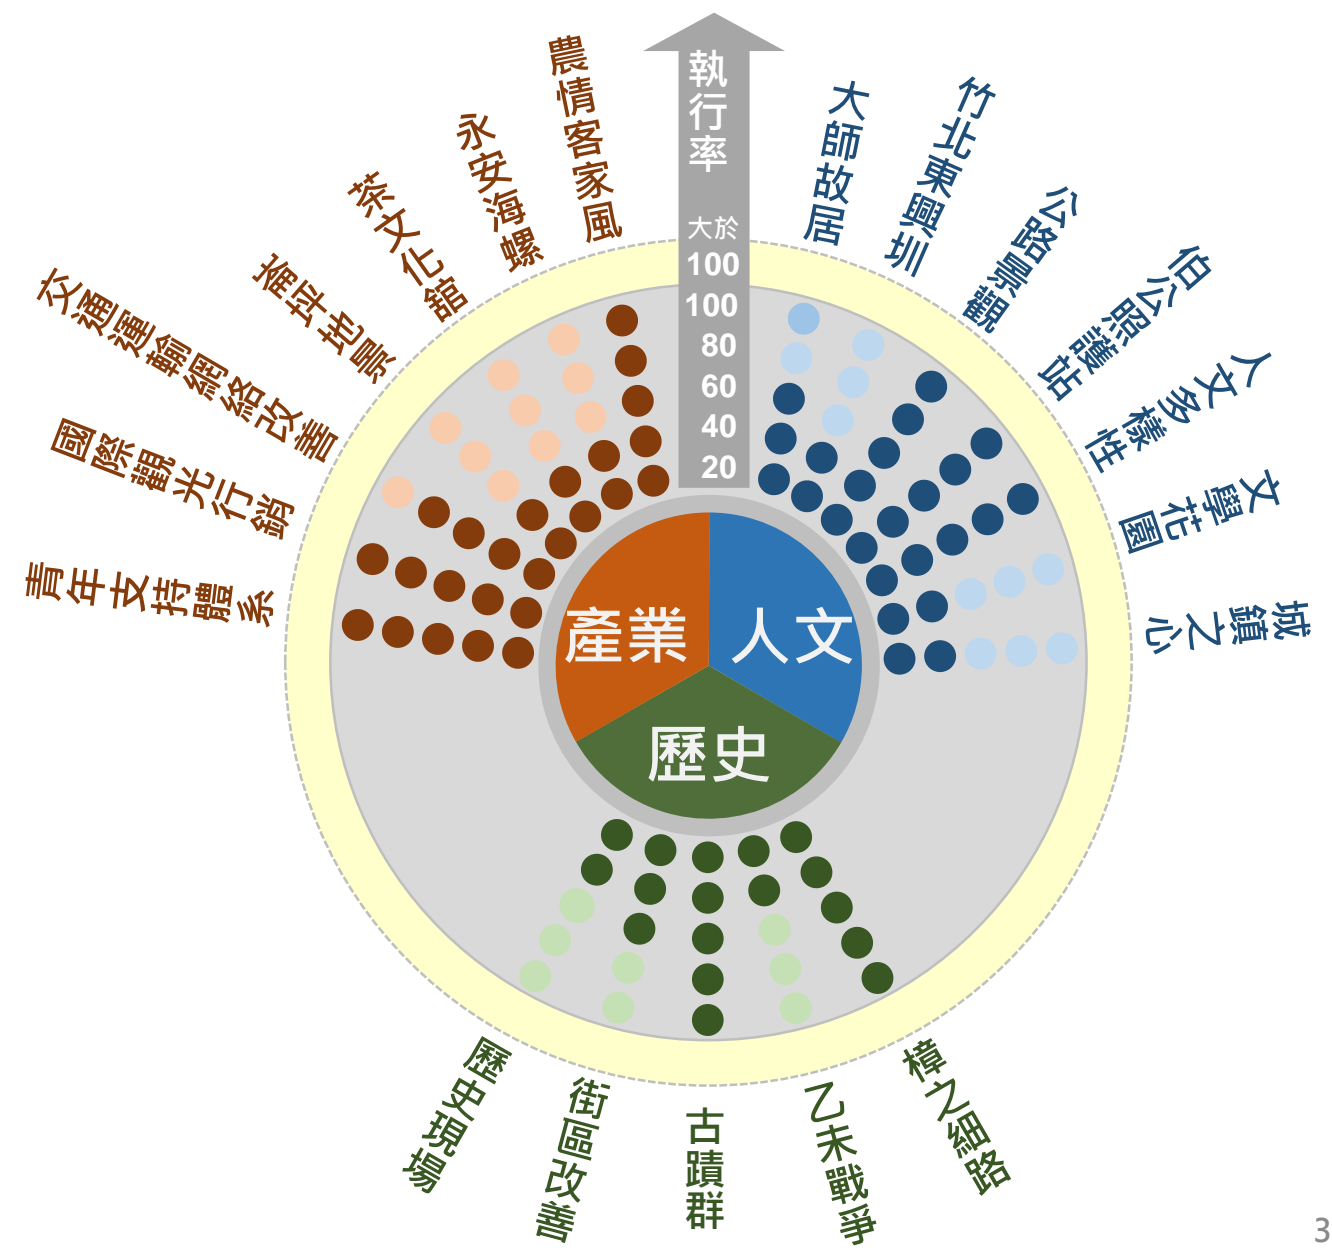 執行率
大於
100
100
80
60
40
20
大師故居
竹北東興圳
公路景觀
伯公照護站
人文多樣性
文學花園
城鎮之心
樟之細路
乙未戰爭
古蹟群
街區改善
歷史現場
青年支持體系
國際觀光行銷
交通運輸網絡改善
崙坪地景
茶文化館
永安海螺
農情客家風
產業
人文
歷史
3